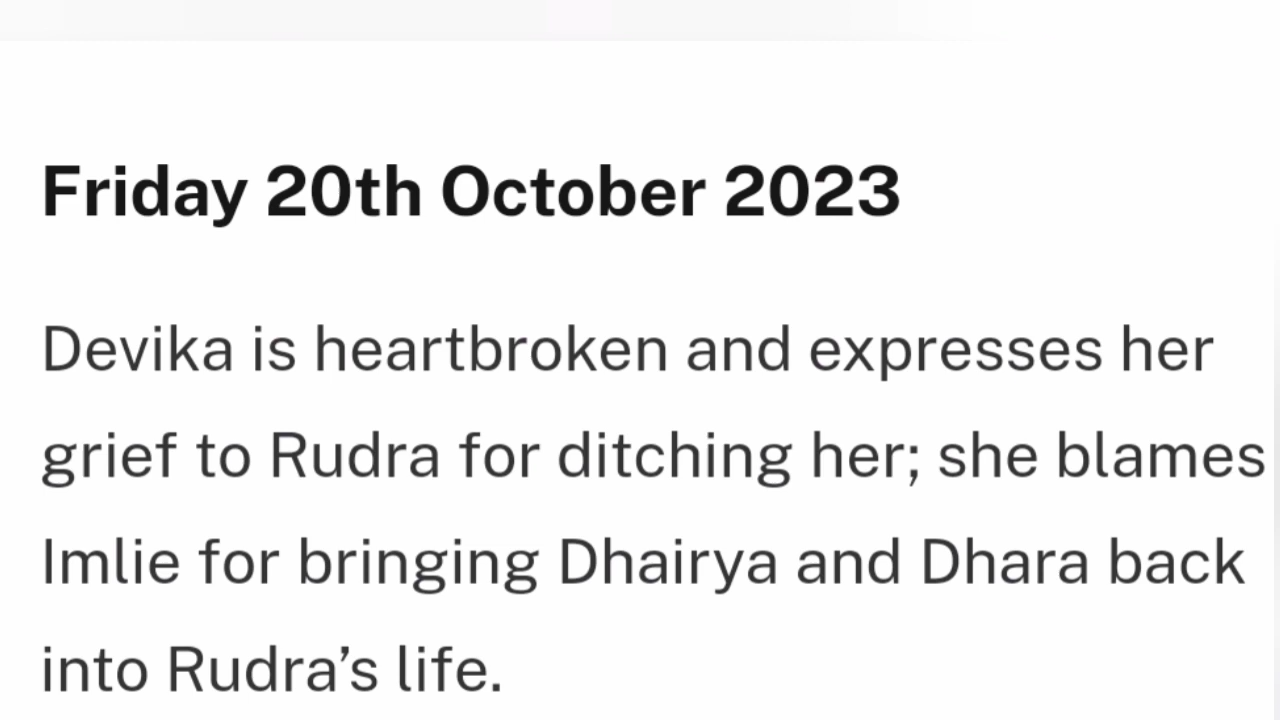 Friday 20th October 2023
Devika is heartbroken and expresses her
grief to Rudra for ditching her; she blames
Imlie for bringing Dhairya and Dhara back
into Rudra’s life.